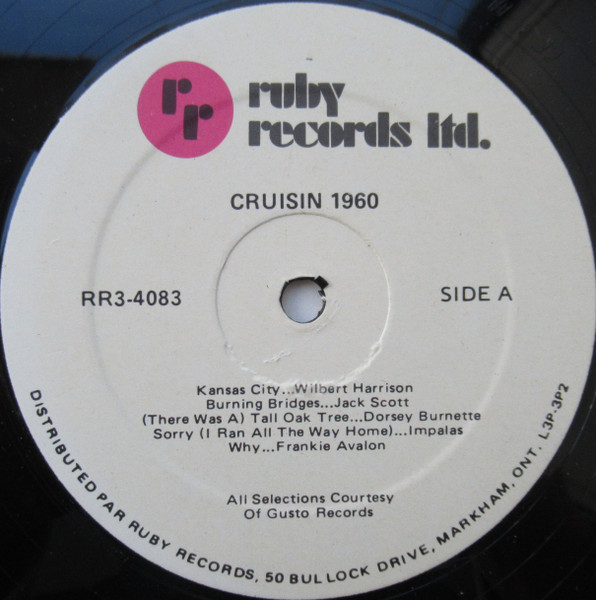 rr
ruby
records ltd.
CRUISIN 1960
RR3-4083
SIDE A
Kansas City...Wilbert Harrison
Burning Bridges...Jack Scott
(There Was A) Tall Oak Tree...Dorsey Burnette
Sorry (I Ran All The Way Home)...Impalas
Why...Frankie Avalon
All Selections Courtesy
Of Gusto Records
DISTRIBUTED PAR RUBY RECORDS, 50 BULLOCK DRIVE, MARKHAM, ONT. L3P-3P2